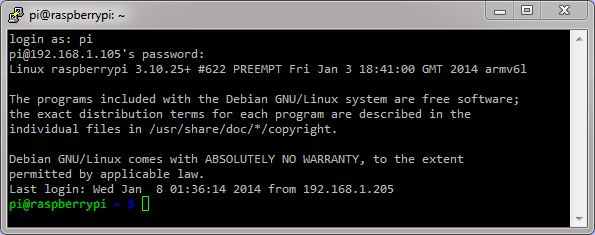 pi@raspberrypi: ~
login as: pi
pi@192.168.1.105's password:
Linux raspberrypi 3.10.25+ #622 PREEMPT Fri Jan 3 18:41:00 GMT 2014 armv6l
The programs included with the Debian GNU/Linux system are free software;
the exact distribution terms for each program are described in the
individual files in /usr/share/doc/*/copyright.
Debian GNU/Linux comes with ABSOLUTELY NO WARRANTY, to the extent
permitted by applicable law.
Last login: Wed Jan  8 01:36:14 2014 from 192.168.1.205
pi@raspberrypi ~ $